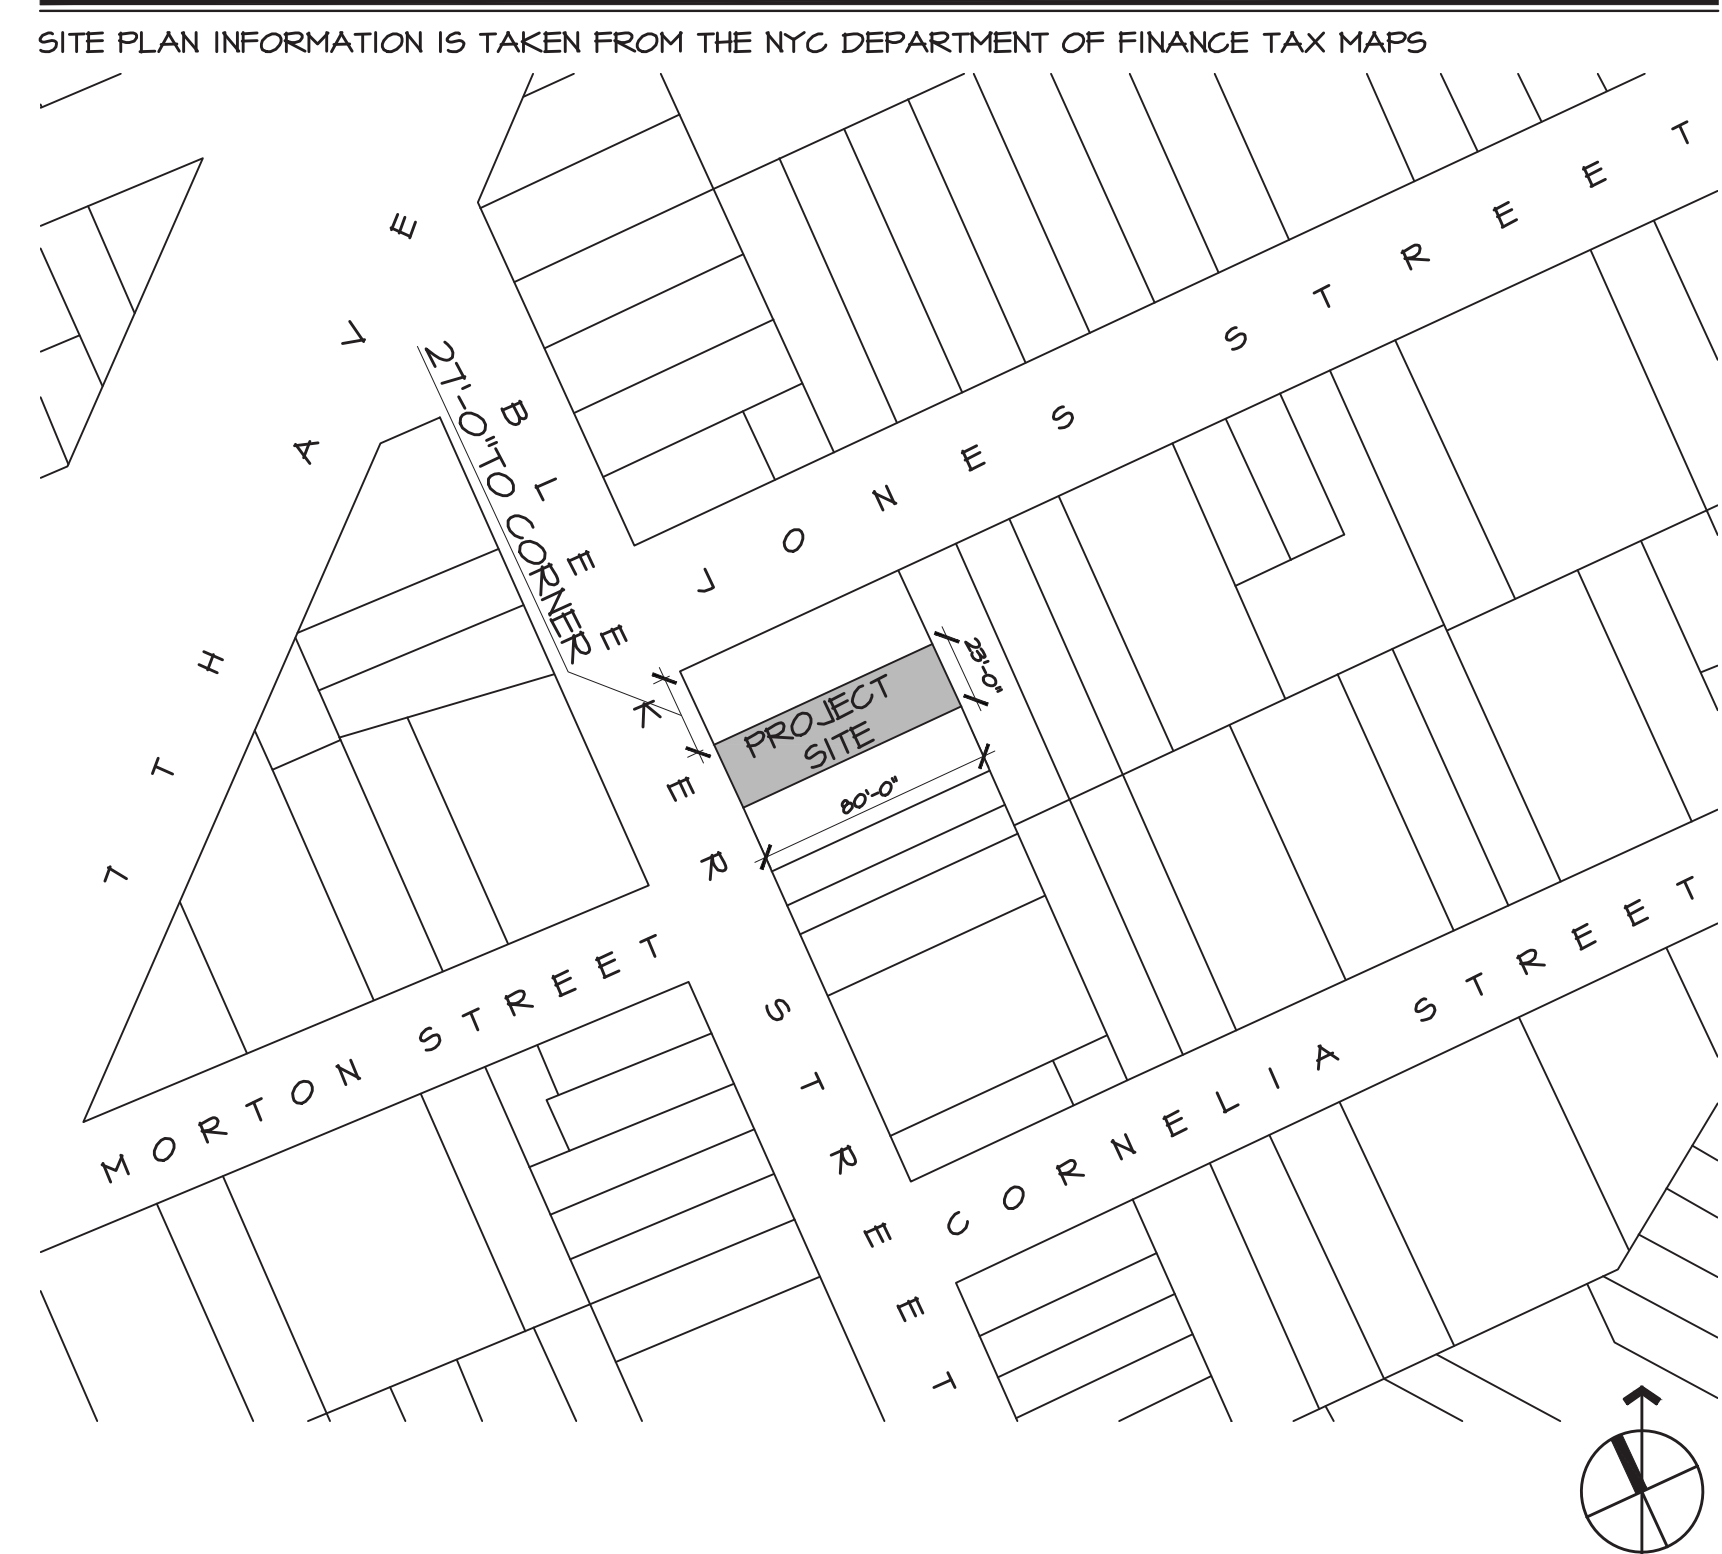 SITE PLAN INFORMATION IS TAKEN FROM THE NYC DEPARTMENT OF FINANCE TAX MAPS
7TH AVE
27'-0" TO CORNER
BLEEKER STREET
JONES STREET
23'-0"
PROJECT
SITE
80'-0"
MORTON STREET
CORNELIA STREET